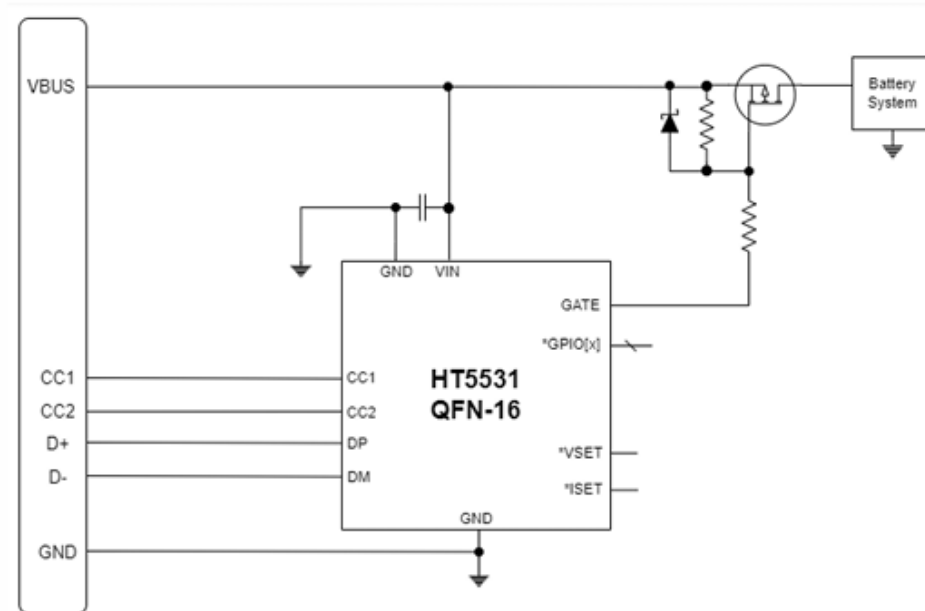 VBUS
Battery
System
GND
VIN
GATE
*GPIO[x]
HT5531
QFN-16
CC1
CC1
CC2
CC2
D+
DP
D-
DM
*VSET
*ISET
GND
GND